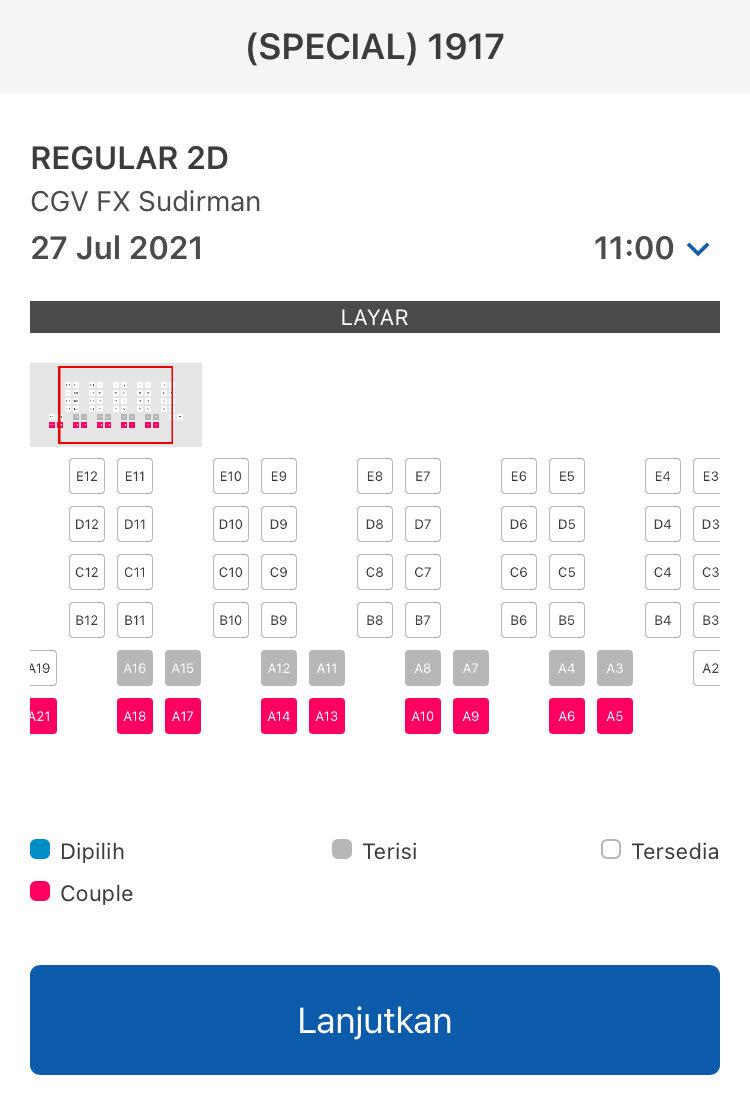 (SPECIAL) 1917
REGULAR 2D
CGV FX Sudirman
27 Jul 2021 11:00
LAYAR
E12 E11 E10 E9 E8 E7 E6 E5 E4 E3
D12 D11 D10 D9 D8 D7 D6 D5 D4 D3
C12 C11 C10 C9 C8 C7 C6 C5 C4 C3
B12 B11 B10 B9 B8 B7 B6 B5 B4 B3
A19 A16 A15 A12 A11 A8 A7 A4 A3 A2
A21 A18 A17 A14 A13 A10 A9 A6 A5
Dipilih Terisi Tersedia
Couple
Lanjutkan